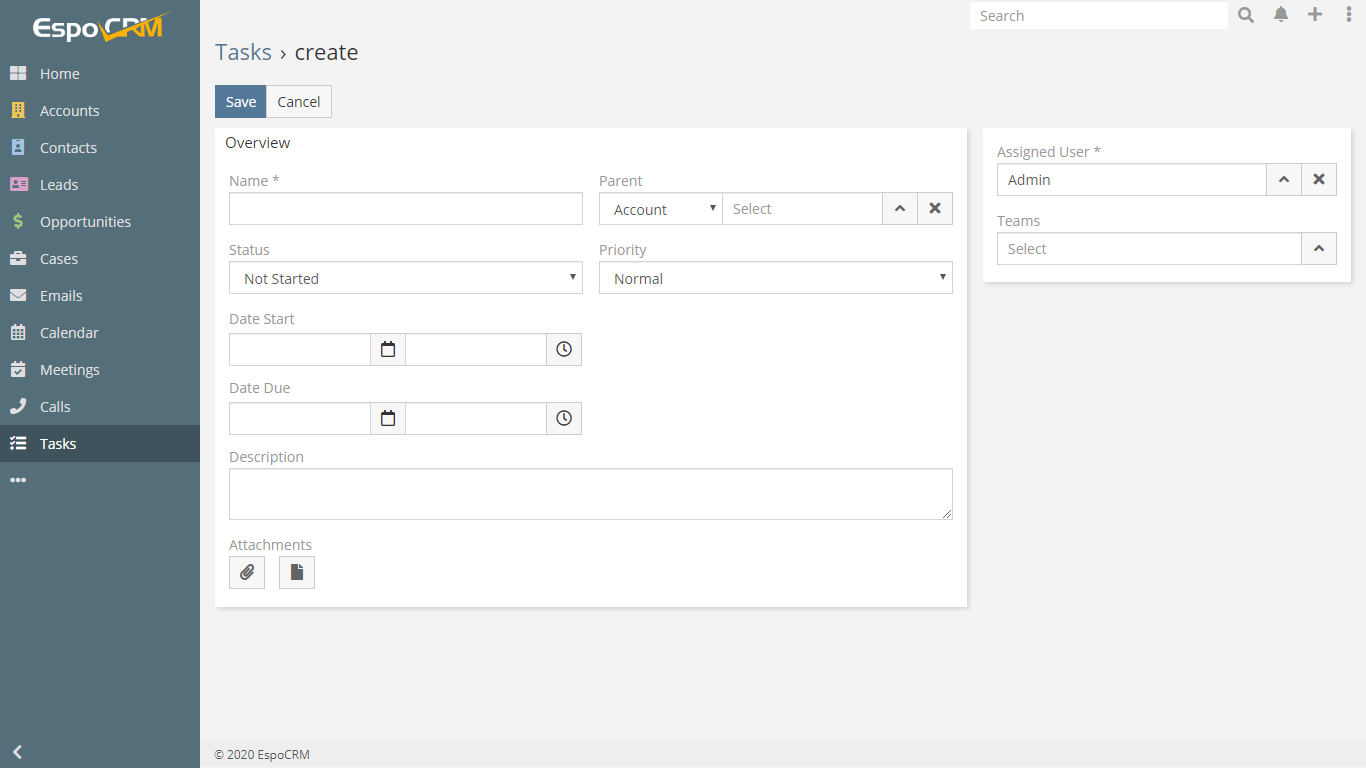 EspoCRM
Search
Home
Accounts
Contacts
Leads
Opportunities
Cases
Emails
Calendar
Meetings
Calls
Tasks
Tasks › create
Save Cancel
Overview
Name * Parent
Account Select
Status Priority
Not Started Normal
Date Start
Date Due
Description
Attachments
Assigned User *
Admin
Teams
Select
© 2020 EspoCRM